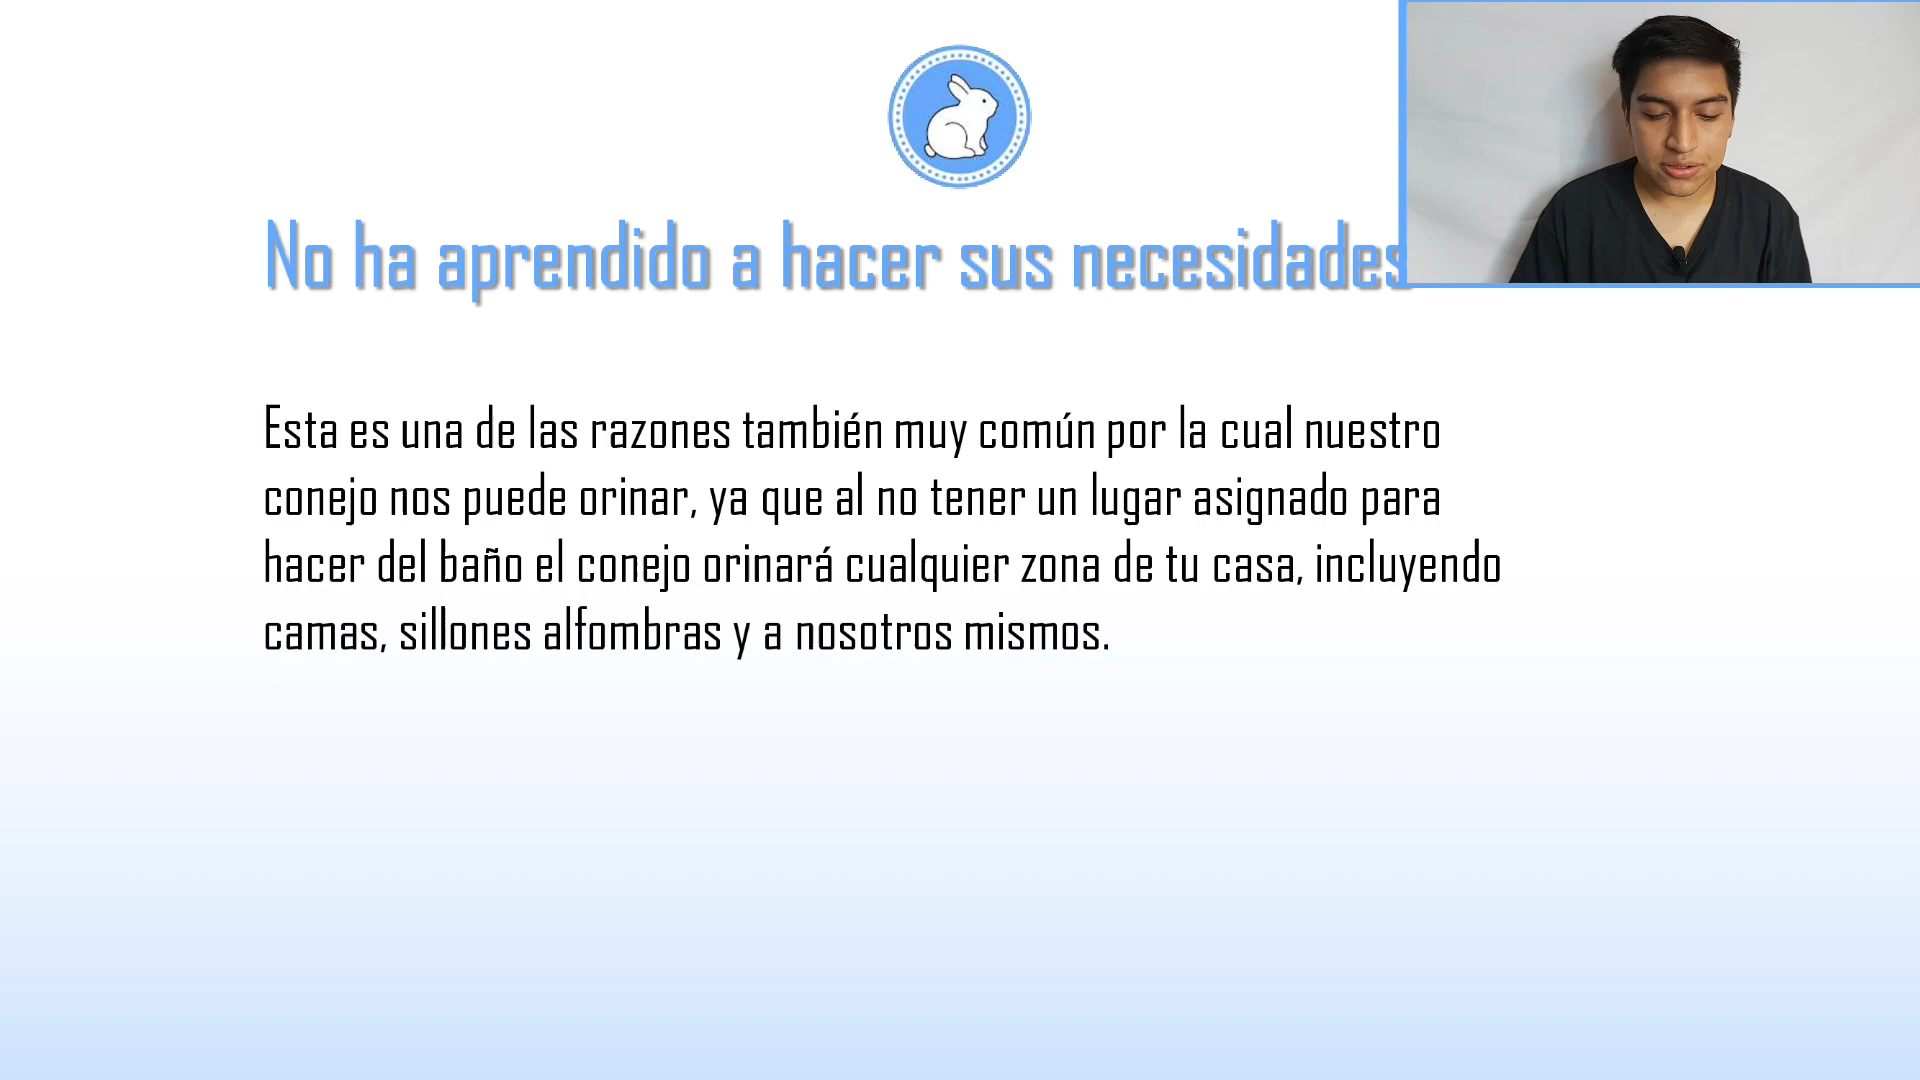 No ha aprendido a hacer sus necesidades
Esta es una de las razones también muy común por la cual nuestro
conejo nos puede orinar, ya que al no tener un lugar asignado para
hacer del baño el conejo orinará cualquier zona de tu casa, incluyendo
camas, sillones alfombras y a nosotros mismos.